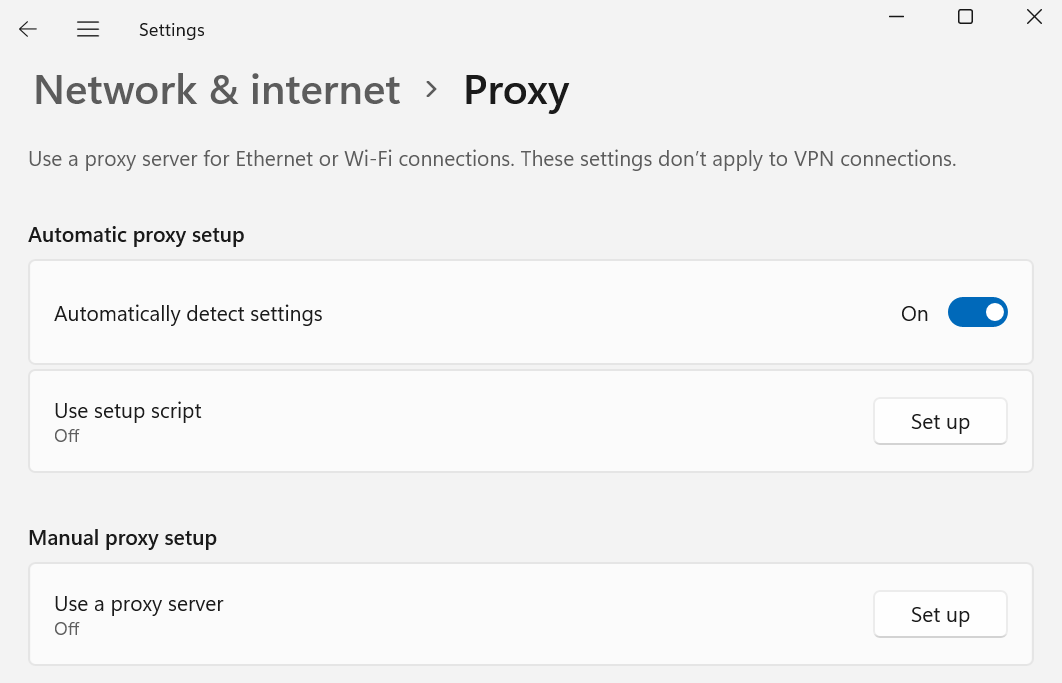 Settings
Network & internet > Proxy
Use a proxy server for Ethernet or Wi-Fi connections. These settings don’t apply to VPN connections.
Automatic proxy setup
Automatically detect settings On
Use setup script
Off
Set up
Manual proxy setup
Use a proxy server
Off
Set up